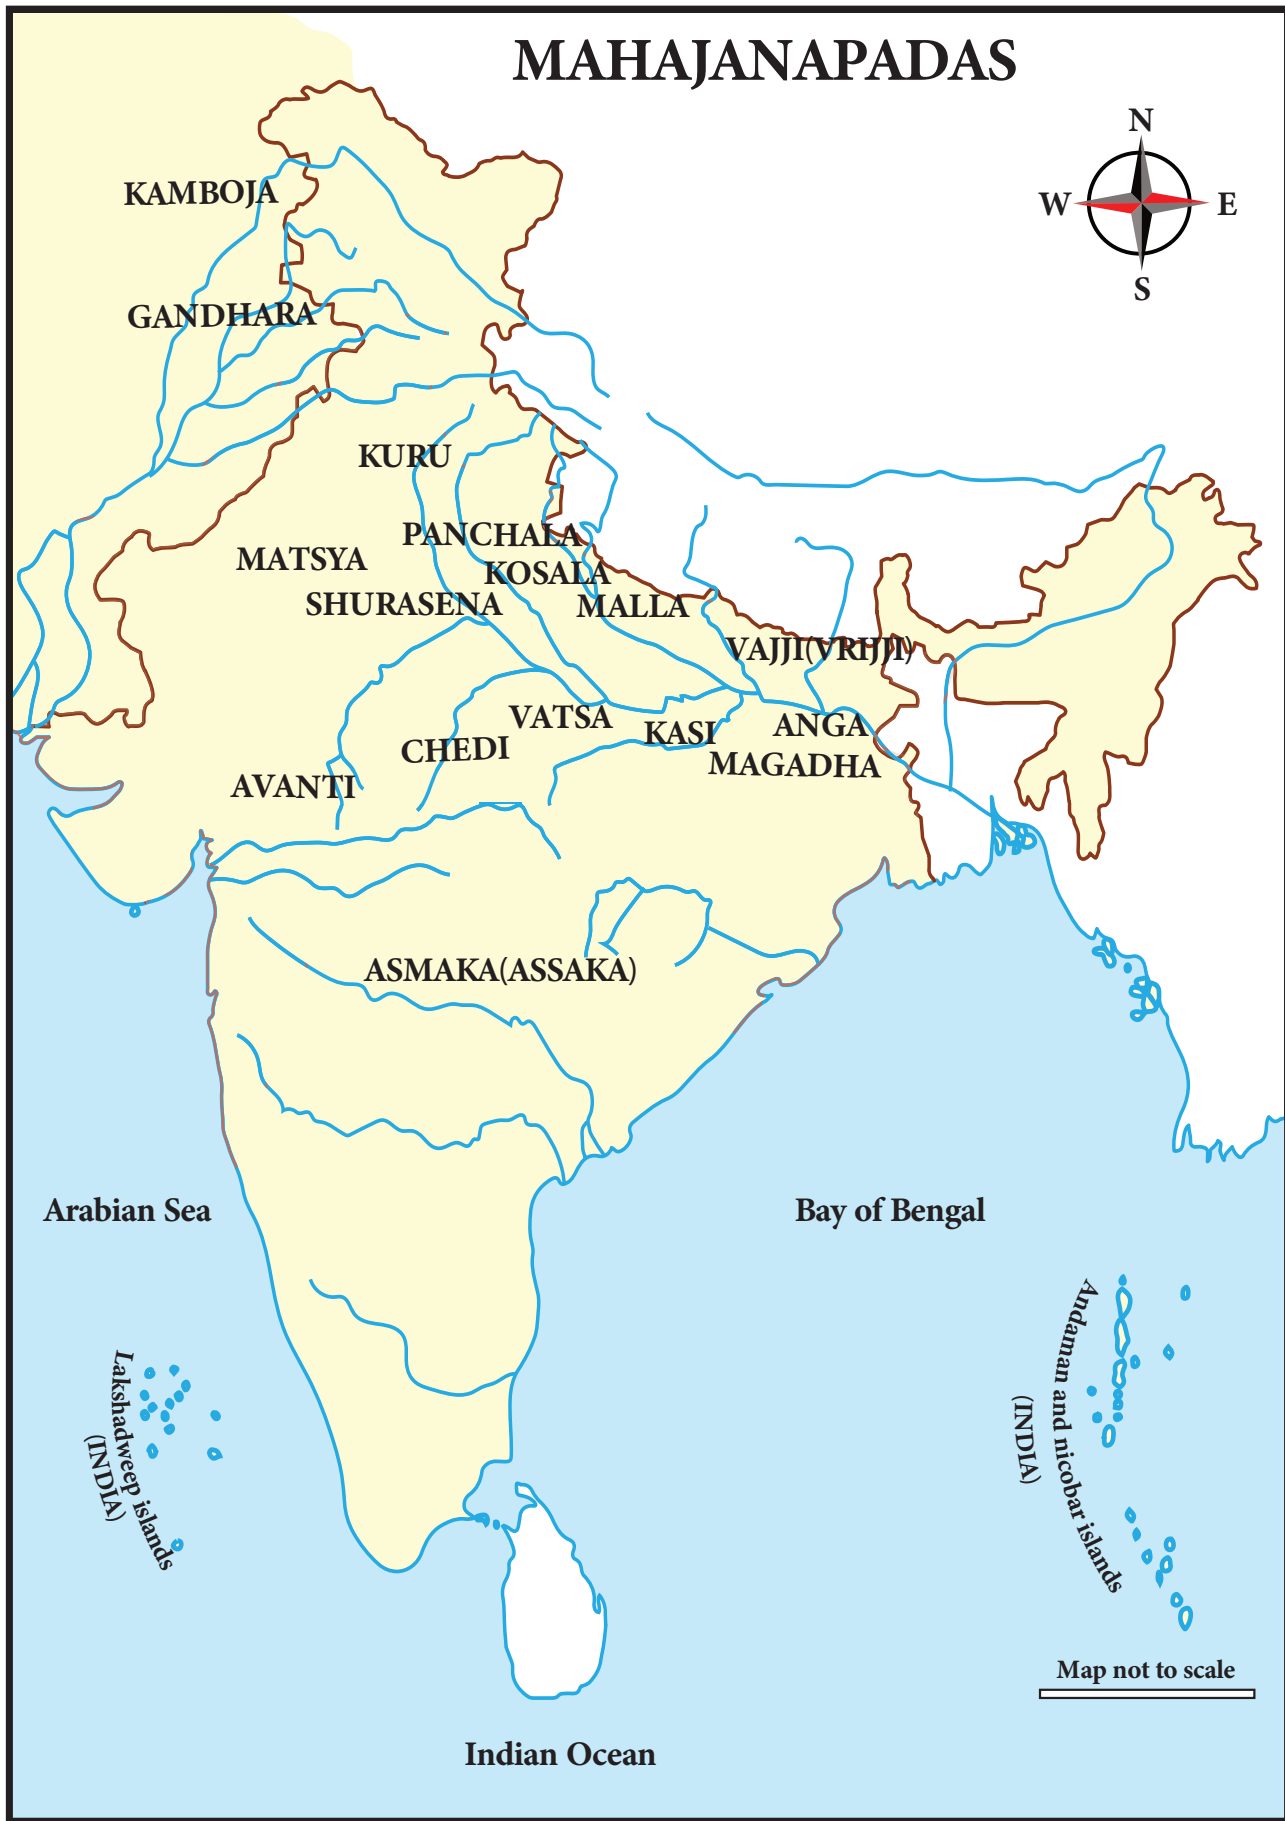 MAHAJANAPADAS
N
W
E
S
KAMBOJA
GANDHARA
KURU
PANCHALA
MATSYA
KOSALA
SHURASENA
MALLA
VAJJI(VRIJJI)
VATSA
ANGA
KASI
CHEDI
MAGADHA
AVANTI
ASMAKA(ASSAKA)
Arabian Sea
Bay of Bengal
Lakshadweep islands
(INDIA)
Andaman and nicobar islands
(INDIA)
Map not to scale
Indian Ocean